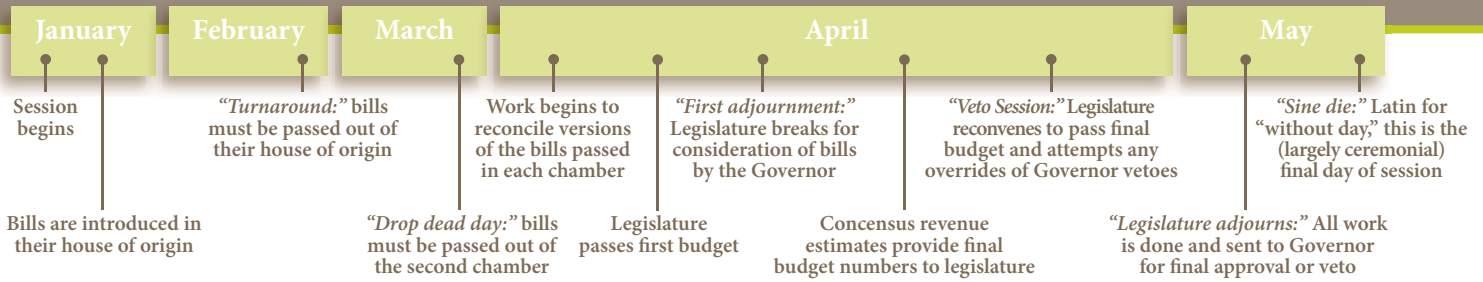 January
February
March
April
May
Session
begins
"Turnaround:" bills
must be passed out of
their house of origin
Work begins to
reconcile versions
of the bills passed
in each chamber
"First adjournment:"
Legislature breaks for
consideration of bills
by the Governor
"Veto Session:" Legislature
reconvenes to pass final
budget and attempts any
overrides of Governor vetoes
"Sine die:" Latin for
"without day," this is the
(largely ceremonial)
final day of session
Bills are introduced in
their house of origin
"Drop dead day:" bills
must be passed out of
the second chamber
Legislature
passes first budget
Concensus revenue
estimates provide final
budget numbers to legislature
"Legislature adjourns:" All work
is done and sent to Governor
for final approval or veto